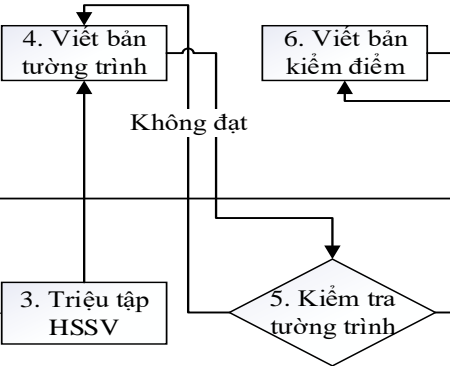 4. Viết bản
tường trình
6. Viết bản
kiểm điểm
Không đạt
3. Triệu tập
HSSV
5. Kiểm tra
tường trình